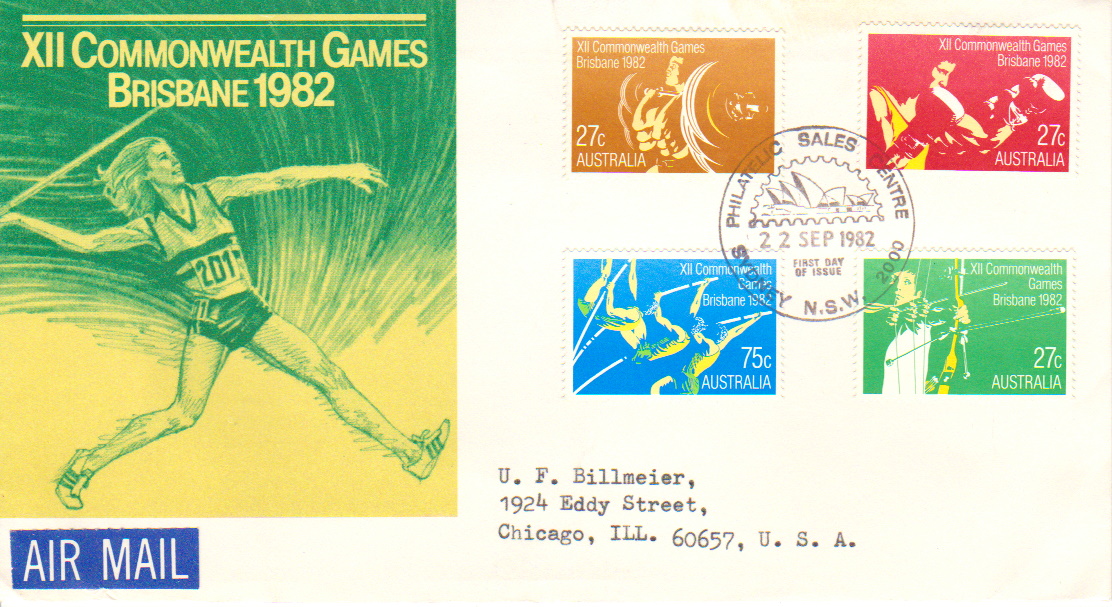 XII COMMONWEALTH GAMES
BRISBANE 1982
201
XII Commonwealth Games
Brisbane 1982
27c
AUSTRALIA
XII Commonwealth Games
Brisbane 1982
27c
AUSTRALIA
PHILATELIC SALES CENTRE
22 SEP 1982
FIRST DAY
OF ISSUE
SYDNEY N.S.W. 2000
XII Commonwealth
Games
Brisbane 1982
75c
AUSTRALIA
XII Commonwealth
Games
Brisbane 1982
27c
AUSTRALIA
U. F. Billmeier,
1924 Eddy Street,
Chicago, ILL. 60657, U. S. A.
AIR MAIL